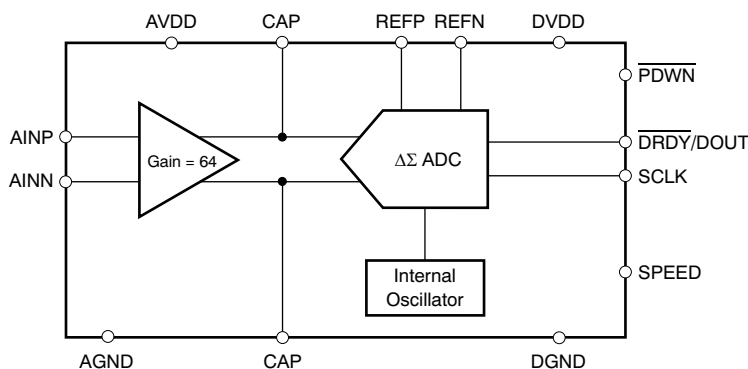 AVDD
CAP
REFP
REFN
DVDD
PDWN
AINP
Gain = 64
ΔΣ ADC
DRDY/DOUT
AINN
SCLK
Internal
Oscillator
SPEED
AGND
CAP
DGND